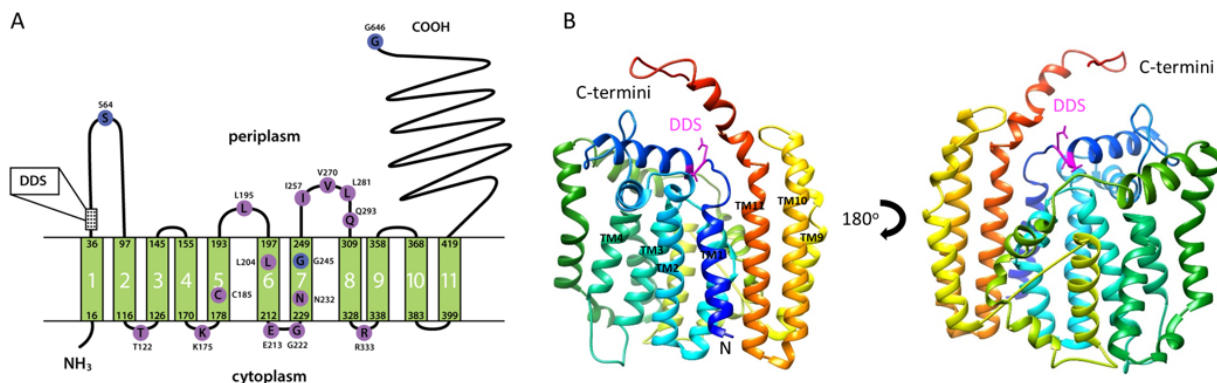 A
G646
COOH
G
S64
S
periplasm
V270
I257
L281
V
DDS
L195
I
L
L
Q
Q293
36 97 145 155 193 197 249 309 358 368 419
L204
L
G
G245
1 2 3 4 5 6 7 8 9 10 11
C
C185
N
N232
16 116 126 170 178 212 229 328 338 383 399
T
K
E
G
R
NH3
T122
K175
E213
G222
R333
cytoplasm
B
C-termini
DDS
TM11
TM10
TM4
TM3
TM2
TM1
TM9
N
180o
C-termini
DDS